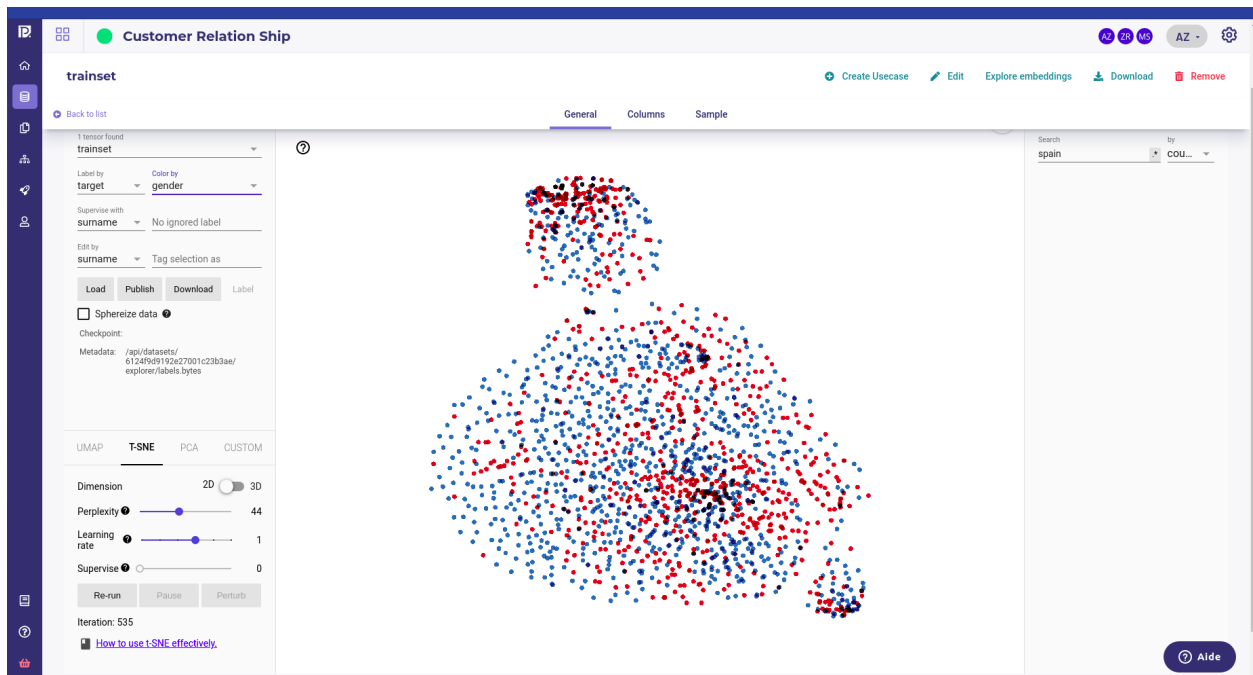 Customer Relation Ship
AZ ZR MS AZ
trainset
Create Usecase Edit Explore embeddings Download Remove
Back to list
General Columns Sample
1 tensor found
trainset
Label by Color by
target gender
Supervise with
surname No ignored label
Edit by
surname Tag selection as
Load Publish Download Label
Sphereize data
Checkpoint:
Metadata: /api/datasets/
6124f9d9192e27001c23b3ae/
explorer/labels.bytes
UMAP T-SNE PCA CUSTOM
Dimension 2D 3D
Perplexity 44
Learning
rate 1
Supervise 0
Re-run Pause Perturb
Iteration: 535
How to use t-SNE effectively.
Search by
spain .* cou...
Aide